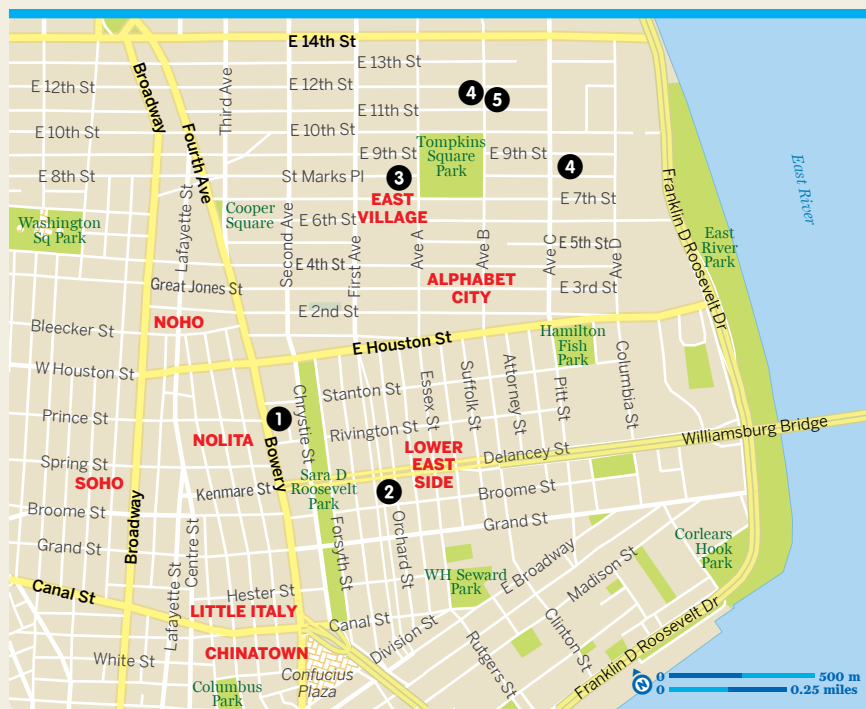 E 14th St
E 13th St
E 12th St
E 12th St
4
5
Broadway
Third Ave
E 11th St
Fourth Ave
E 10th St
E 10th St
Tompkins
Square
Park
E 9th St
E 9th St
4
E 8th St
St Marks Pl
3
EAST
VILLAGE
E 7th St
Franklin D Roosevelt Dr
East River
Washington
Sq Park
Lafayette St
Cooper
Square
Second Ave
E 6th St
First Ave
Ave A
Ave B
Ave C
E 5th St
Ave D
East
River
Park
E 4th St
Great Jones St
ALPHABET
CITY
E 3rd St
E 2nd St
NOHO
Bleecker St
E Houston St
Hamilton
Fish
Park
W Houston St
Chrystie St
Stanton St
Essex St
Suffolk St
Attorney St
Pitt St
Columbia St
Prince St
1
Bowery
Rivington St
Williamsburg Bridge
NOLITA
LOWER
EAST
SIDE
Delancey St
Spring St
SOHO
Kenmare St
Sara D
Roosevelt
Park
2
Broome St
Broome St
Broadway
Grand St
Grand St
Centre St
Forsyth St
Orchard St
Corlears
Hook
Park
Canal St
Lafayette St
Hester St
WH Seward
Park
E Broadway
Madison St
LITTLE ITALY
Canal St
Division St
Clinton St
Franklin D Roosevelt Dr
White St
CHINATOWN
Rutgers St
Confucius
Plaza
Columbus
Park
N
0 500 m
0 0.25 miles